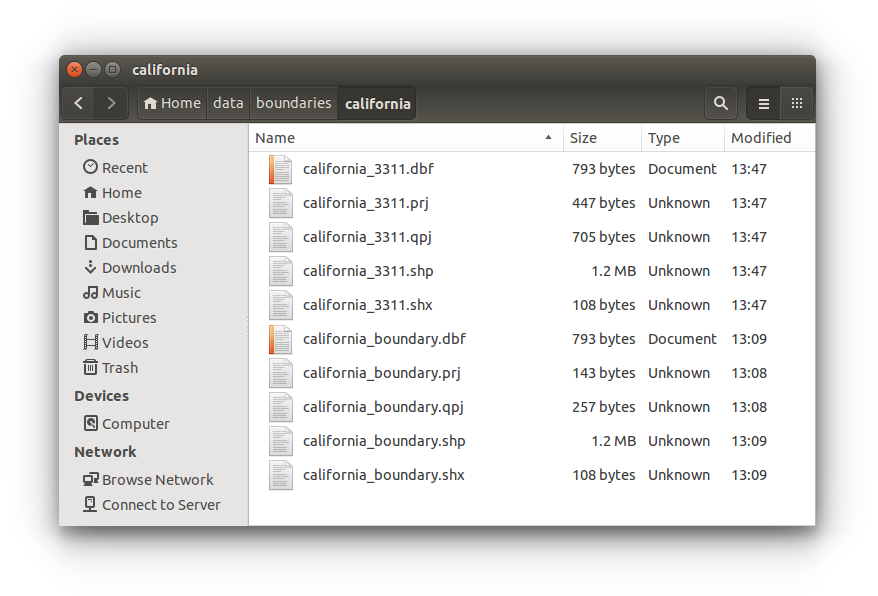 california
Home data boundaries california
Places
Recent
Home
Desktop
Documents
Downloads
Music
Pictures
Videos
Trash
Devices
Computer
Network
Browse Network
Connect to Server
Name Size Type Modified
california_3311.dbf 793 bytes Document 13:47
california_3311.prj 447 bytes Unknown 13:47
california_3311.qpj 705 bytes Unknown 13:47
california_3311.shp 1.2 MB Unknown 13:47
california_3311.shx 108 bytes Unknown 13:47
california_boundary.dbf 793 bytes Document 13:09
california_boundary.prj 143 bytes Unknown 13:08
california_boundary.qpj 257 bytes Unknown 13:08
california_boundary.shp 1.2 MB Unknown 13:09
california_boundary.shx 108 bytes Unknown 13:09